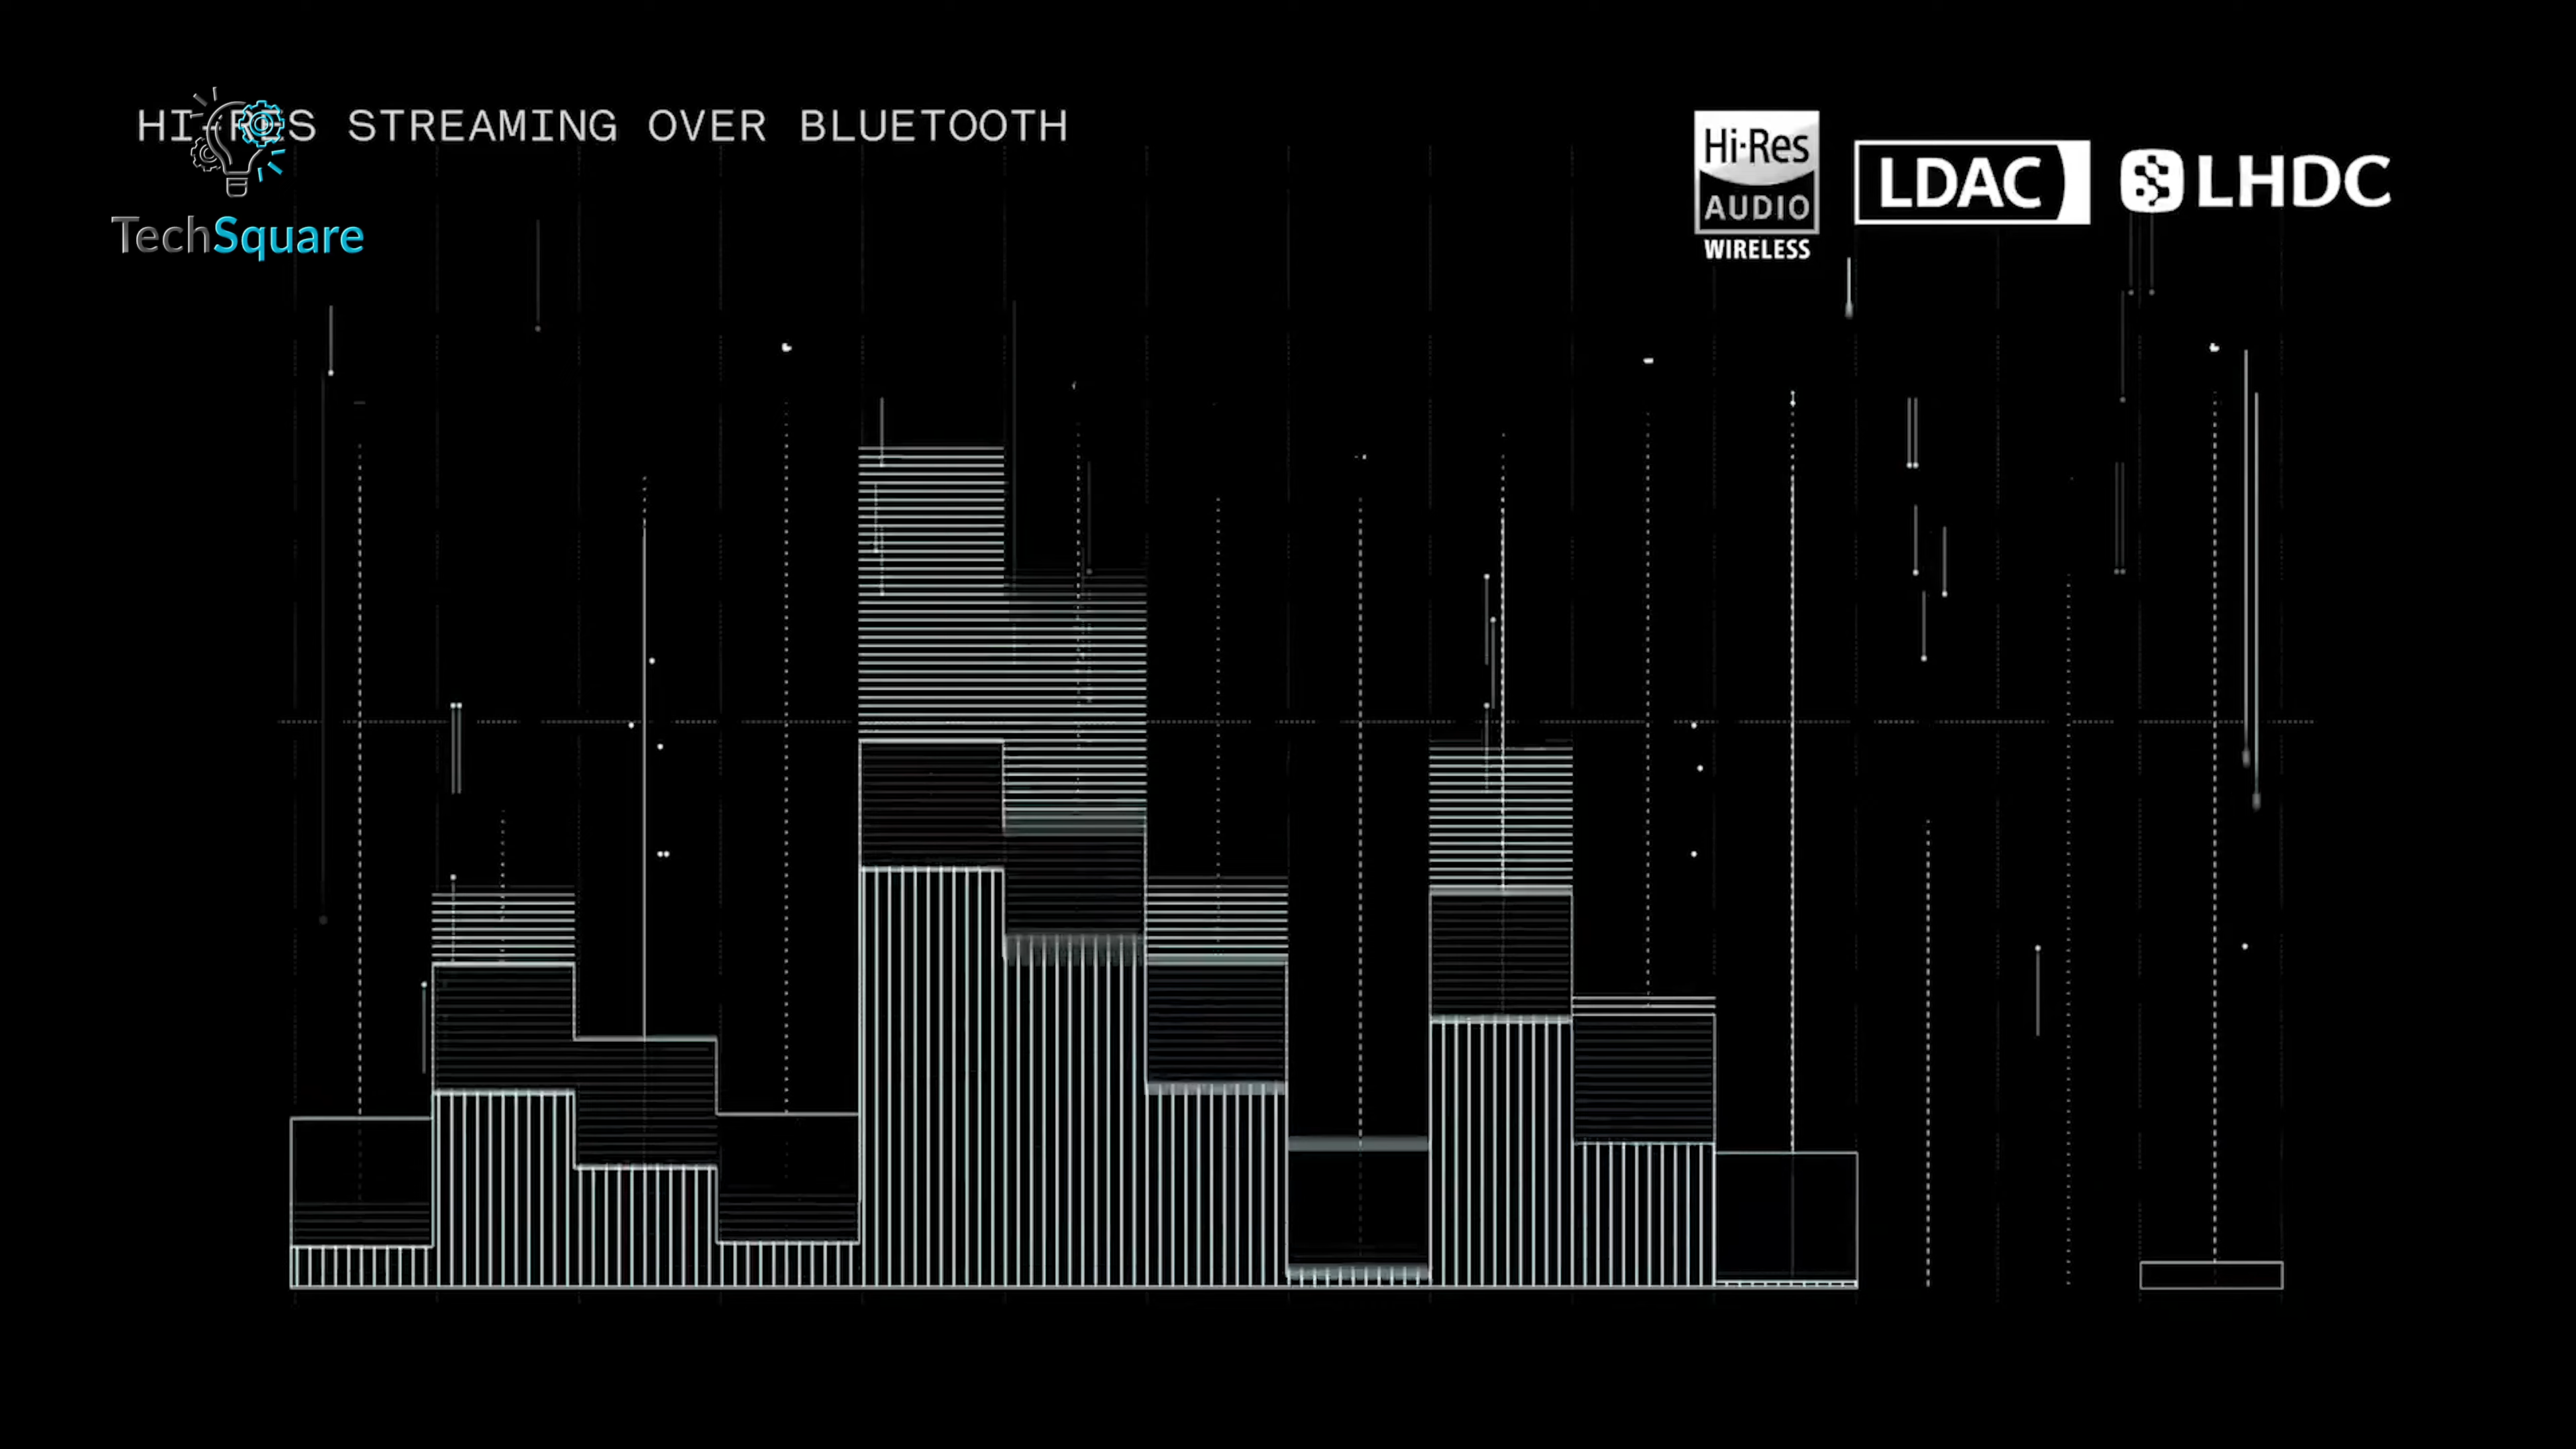 HI-RES STREAMING OVER BLUETOOTH
TechSquare
Hi-Res
AUDIO
WIRELESS
LDAC
LHDC